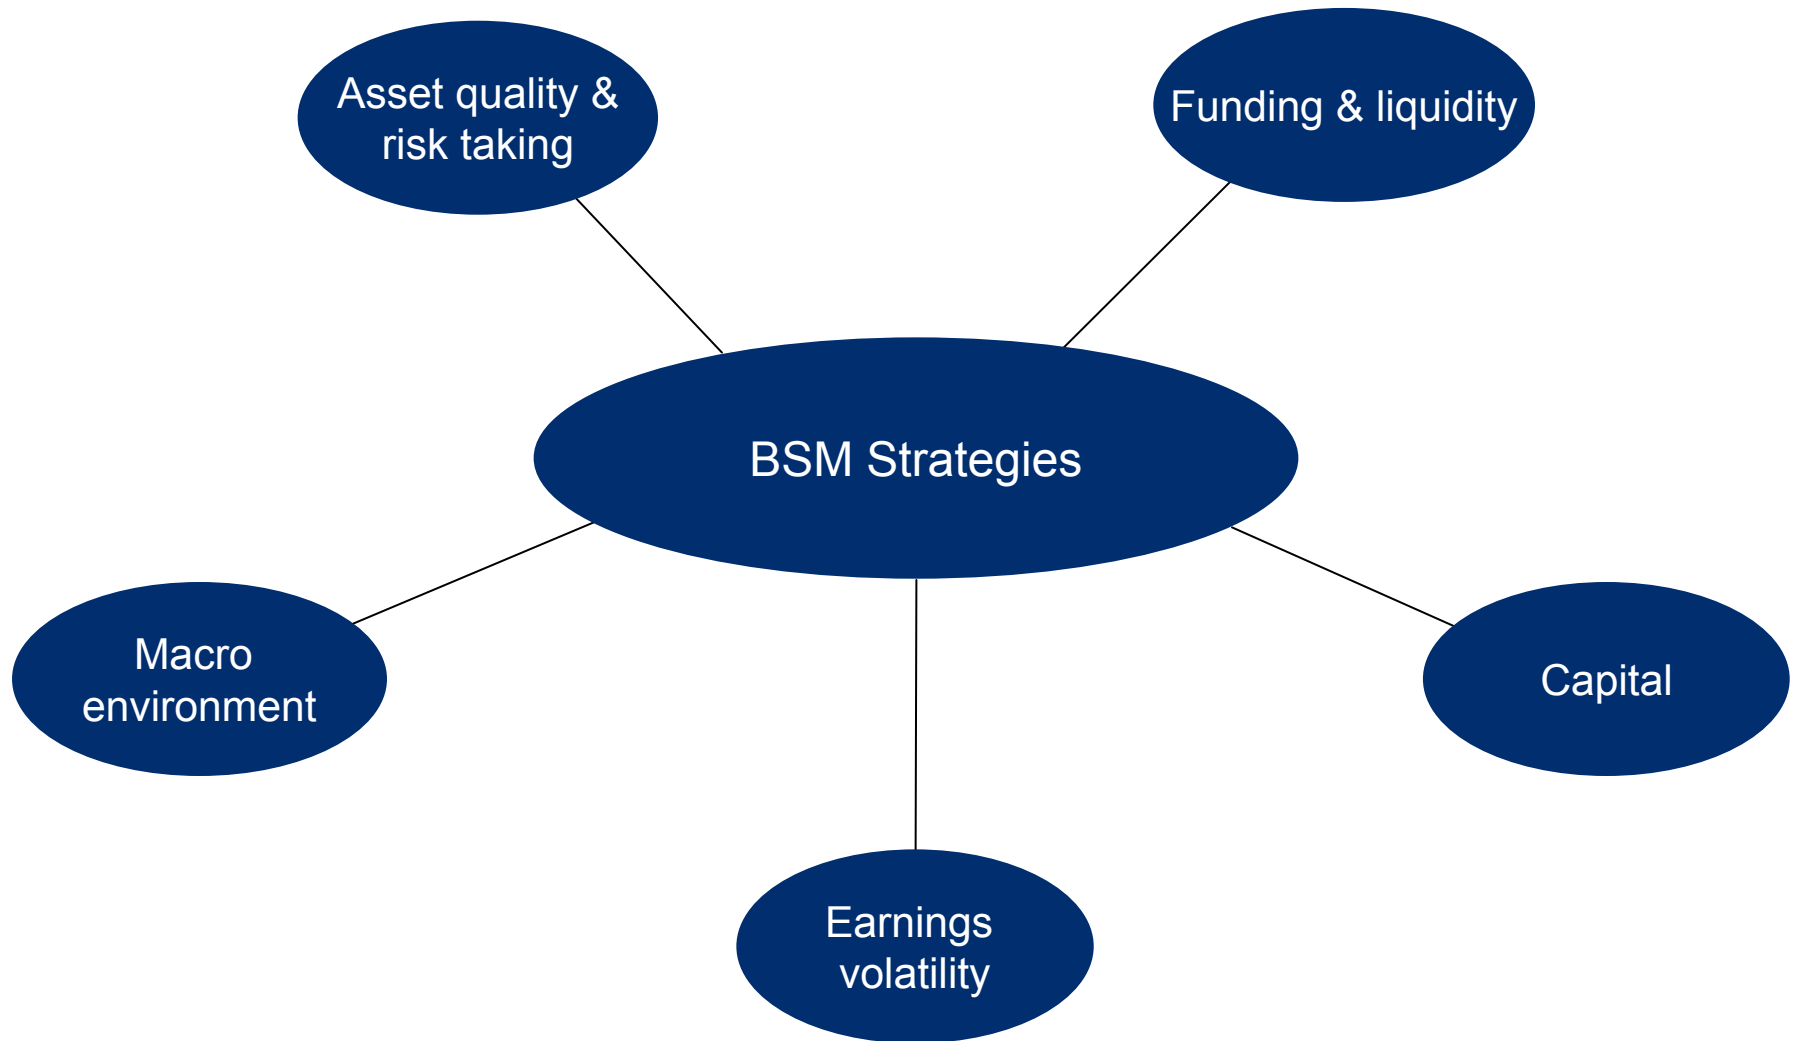 Asset quality &
risk taking
Funding & liquidity
BSM Strategies
Macro
environment
Capital
Earnings
volatility